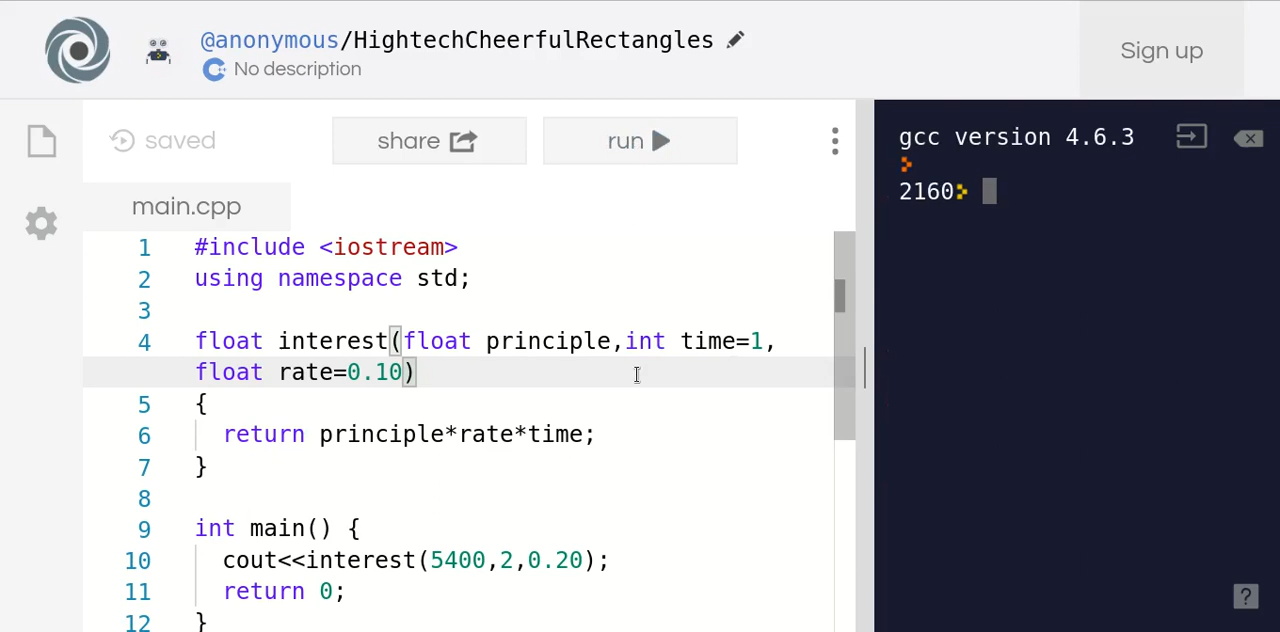 @anonymous/HightechCheerfulRectangles
No description
Sign up
saved
share
run
main.cpp
1 #include <iostream>
2 using namespace std;
3
4 float interest(float principle,int time=1,
float rate=0.10)
5 {
6 return principle*rate*time;
7 }
8
9 int main() {
10 cout<<interest(5400,2,0.20);
11 return 0;
12 }
gcc version 4.6.3
2160
?